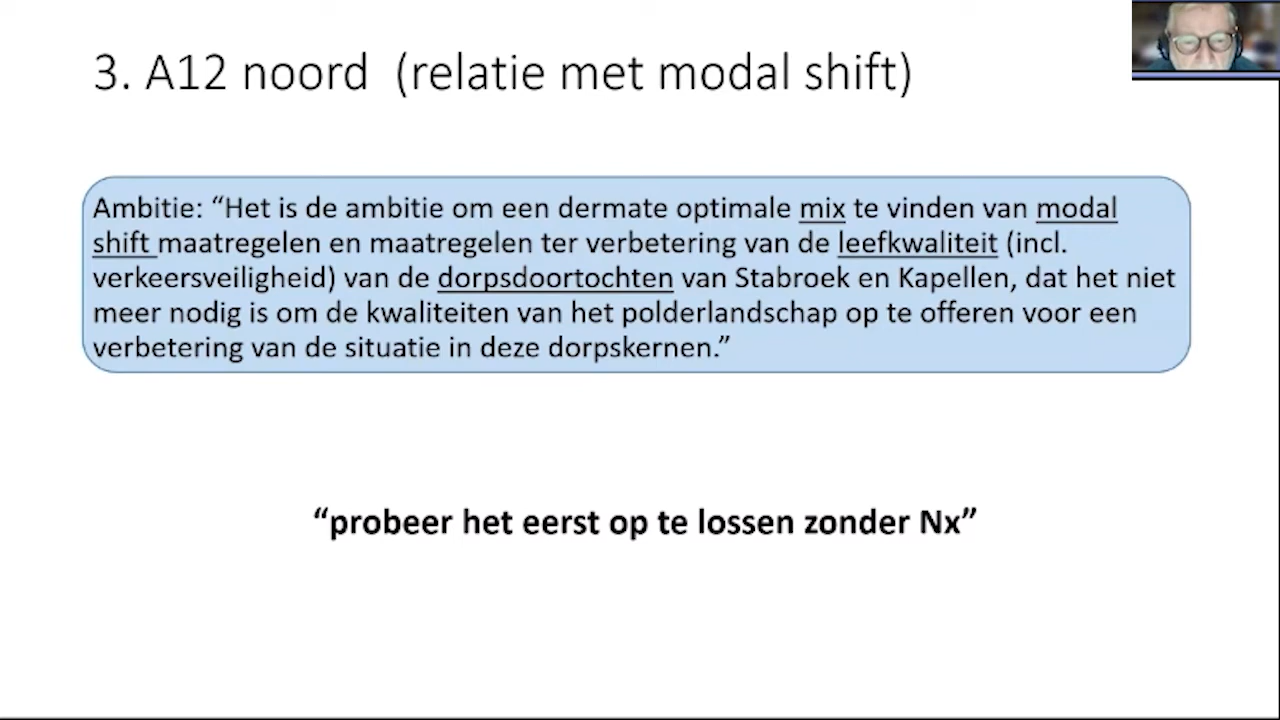 3. A12 noord (relatie met modal shift)
Ambitie: “Het is de ambitie om een dermate optimale mix te vinden van modal
shift maatregelen en maatregelen ter verbetering van de leefkwaliteit (incl.
verkeersveiligheid) van de dorpsdoortochten van Stabroek en Kapellen, dat het niet
meer nodig is om de kwaliteiten van het polderlandschap op te offeren voor een
verbetering van de situatie in deze dorpskernen.”
“probeer het eerst op te lossen zonder Nx”